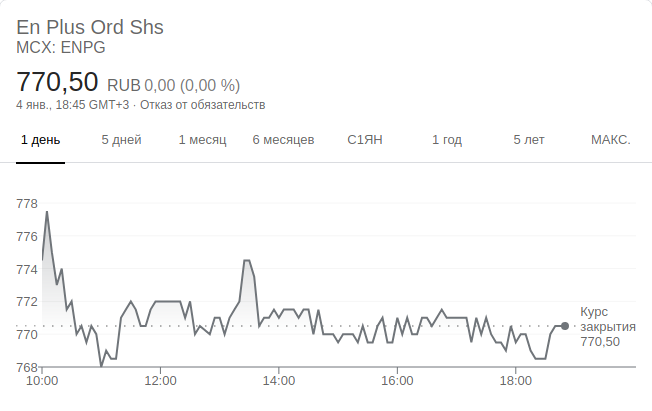 En Plus Ord Shs
MCX: ENPG
770,50 RUB 0,00 (0,00 %)
4 янв., 18:45 GMT+3 · Отказ от обязательств
1 день 5 дней 1 месяц 6 месяцев С1ЯН 1 год 5 лет МАКС.
778
776
774
772
770
768
Курс
закрытия
770,50
10:00 12:00 14:00 16:00 18:00